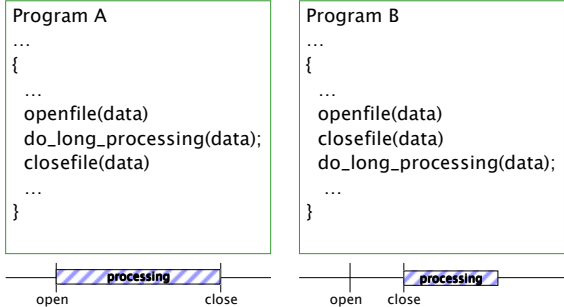 Program A
…
{
…
openfile(data)
do_long_processing(data);
closefile(data)
…
}
processing
open close
Program B
…
{
…
openfile(data)
closefile(data)
do_long_processing(data);
…
}
processing
open close